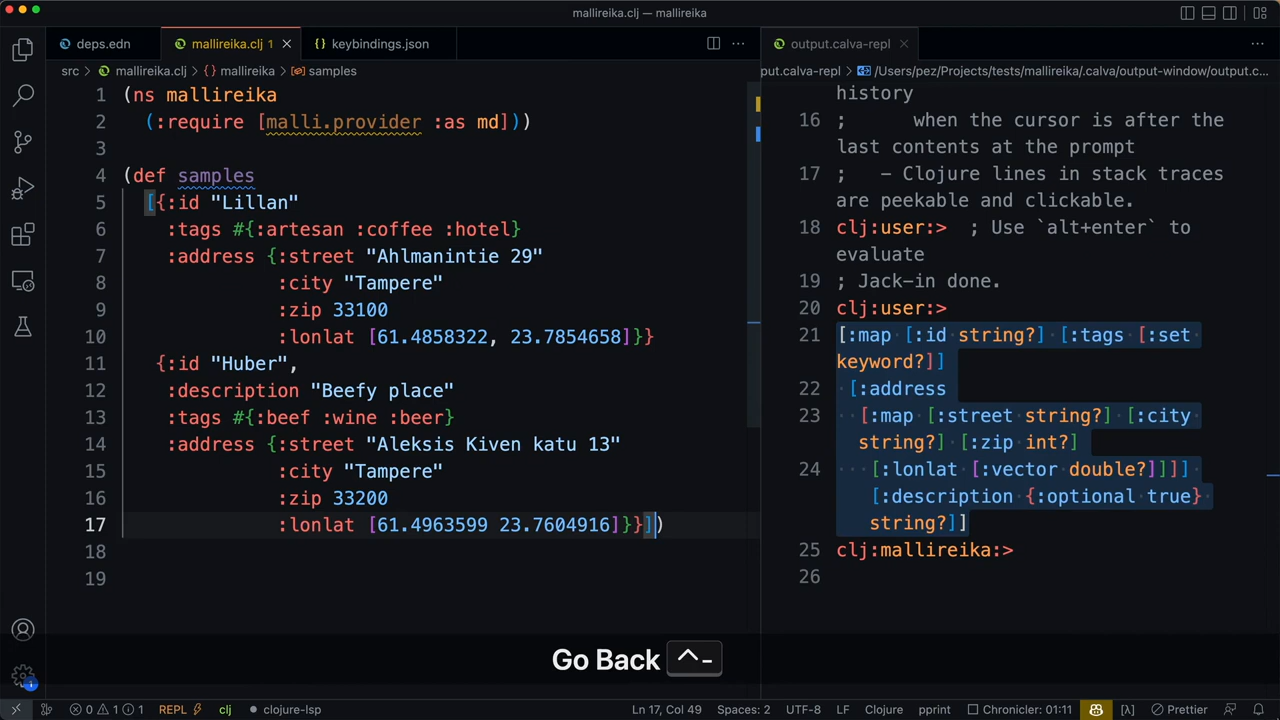 mallireika.clj — mallireika
deps.edn
mallireika.clj 1
keybindings.json
output.calva-repl
src > mallireika.clj > {} mallireika > samples
put.calva-repl > /Users/pez/Projects/tests/mallireika/.calva/output-window/output.c...
1 (ns mallireika
2 (:require [malli.provider :as md]))
3
4 (def samples
5 [{:id "Lillan"
6 :tags #{:artesan :coffee :hotel}
7 :address {:street "Ahlmanintie 29"
8 :city "Tampere"
9 :zip 33100
10 :lonlat [61.4858322, 23.7854658]}}
11 {:id "Huber",
12 :description "Beefy place"
13 :tags #{:beef :wine :beer}
14 :address {:street "Aleksis Kiven katu 13"
15 :city "Tampere"
16 :zip 33200
17 :lonlat [61.4963599 23.7604916]}}])
18
19
history
16 ; when the cursor is after the
last contents at the prompt
17 ; - Clojure lines in stack traces
are peekable and clickable.
18 clj:user:> ; Use `alt+enter` to
evaluate
19 ; Jack-in done.
20 clj:user:>
21 [:map [:id string?] [:tags [:set
keyword?]]
22 [:address
23 [:map [:street string?] [:city
string?] [:zip int?]
24 [:lonlat [:vector double?]]]]
[:description {:optional true}
string?]]
25 clj:mallireika:>
26
Go Back ^-
0 1 1 REPL clj clojure-lsp
Ln 17, Col 49 Spaces: 2 UTF-8 LF Clojure pprint Chronicler: 01:11 [λ] Prettier